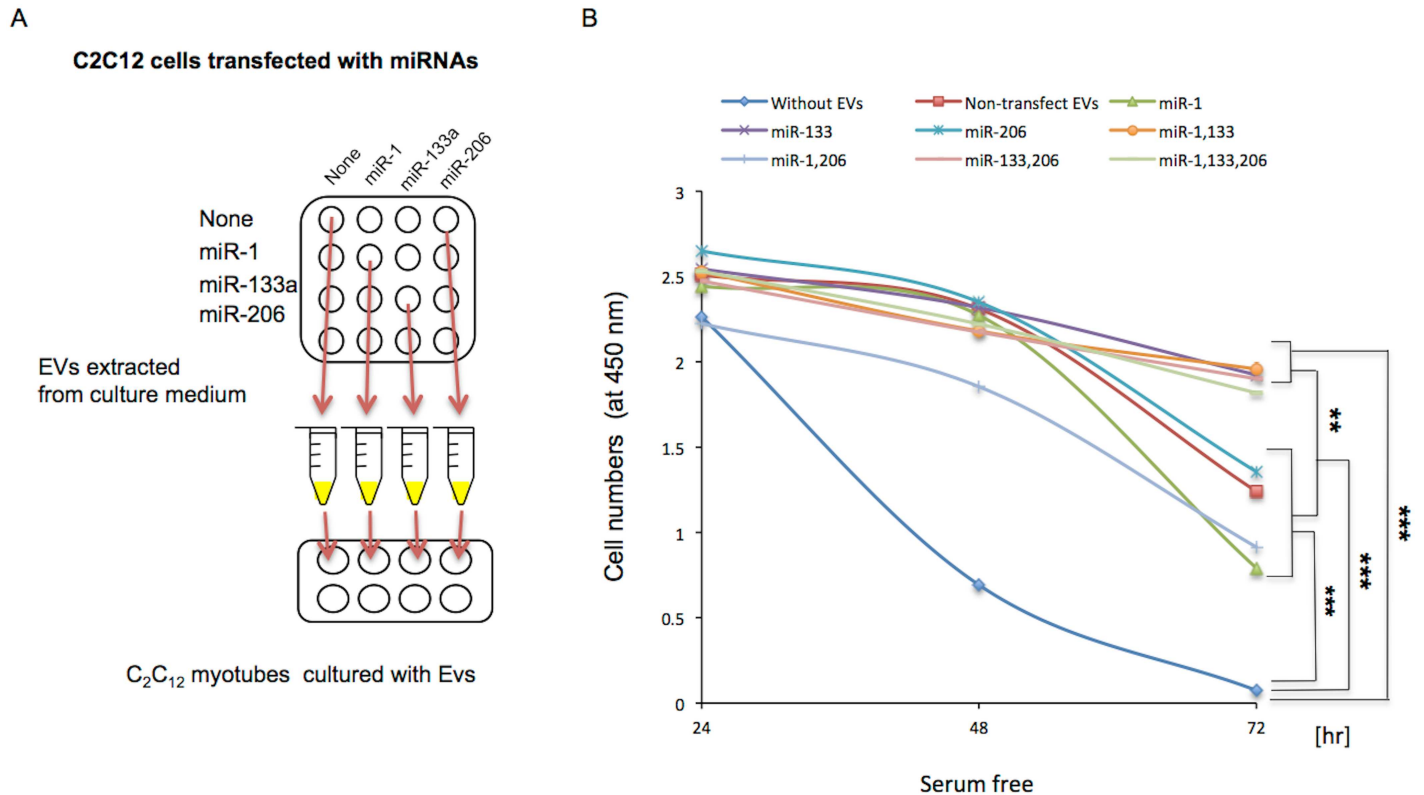 A
C2C12 cells transfected with miRNAs
None
miR-1
miR-133a
miR-206
None
miR-1
miR-133a
miR-206
EVs extracted
from culture medium
C2C12 myotubes cultured with Evs
B
Without EVs
Non-transfect EVs
miR-1
miR-133
miR-206
miR-1,133
miR-1,206
miR-133,206
miR-1,133,206
Cell numbers (at 450 nm)
3
2.5
2
1.5
1
0.5
0
24
48
72
[hr]
Serum free
**
***
***
***